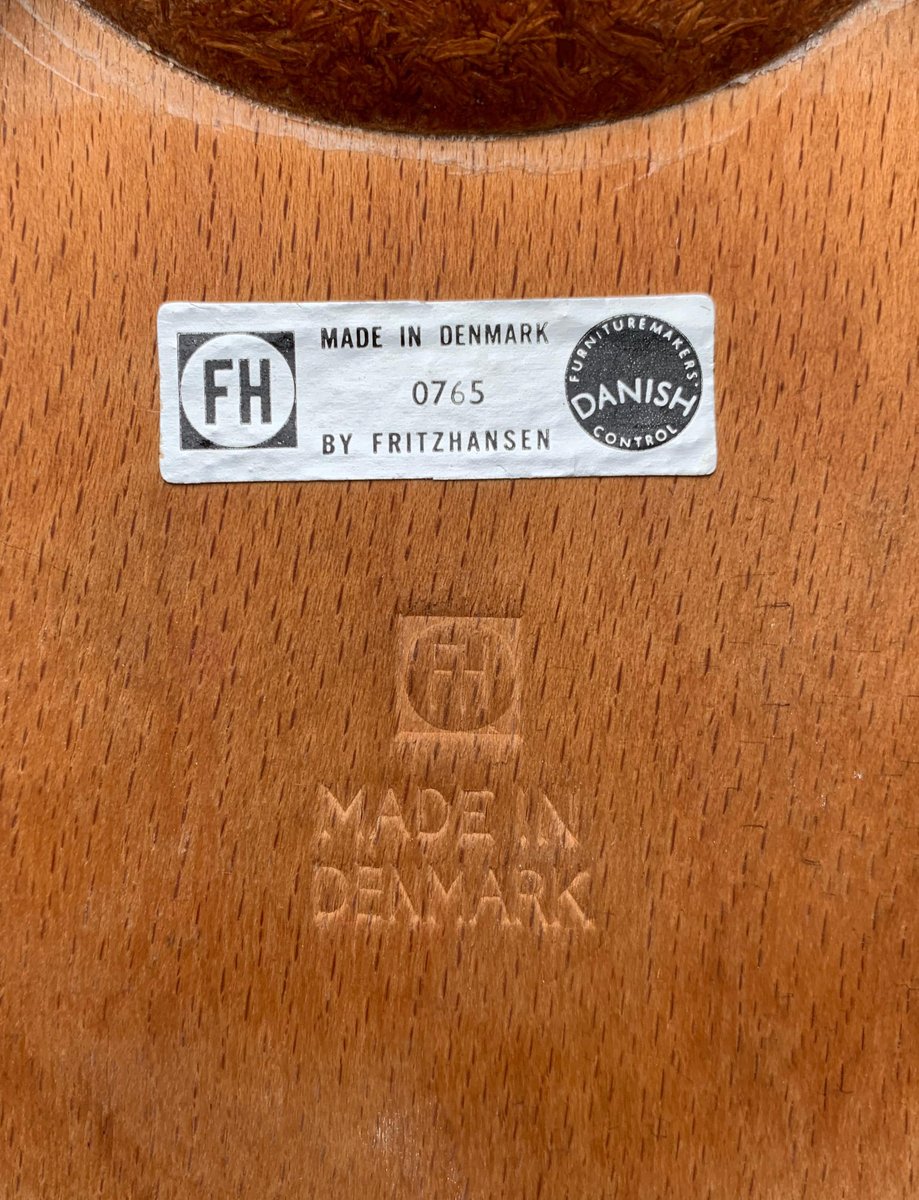 FH
MADE IN DENMARK
0765
BY FRITZHANSEN
FURNITUREMAKERS'
DANISH
CONTROL
FH
MADE IN
DENMARK